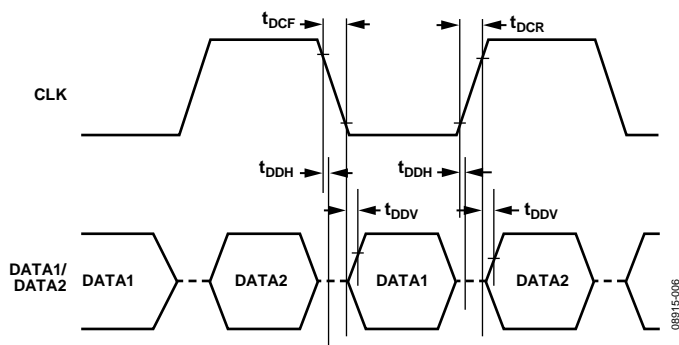 tDCF
tDCR
CLK
tDDH
tDDH
tDDV
tDDV
DATA1/
DATA2
DATA1
DATA2
DATA1
DATA2
08915-006